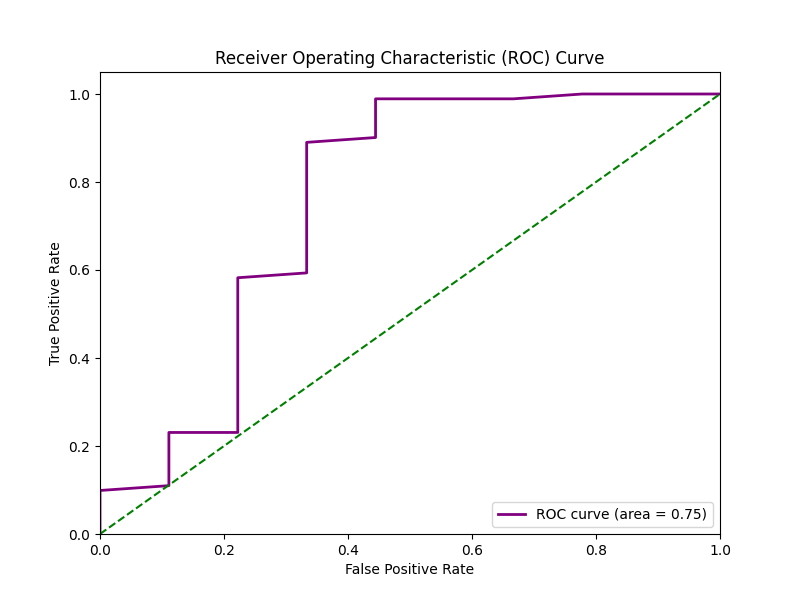 Receiver Operating Characteristic (ROC) Curve
1.0
0.8
0.6
0.4
0.2
0.0
True Positive Rate
ROC curve (area = 0.75)
0.0 0.2 0.4 0.6 0.8 1.0
False Positive Rate